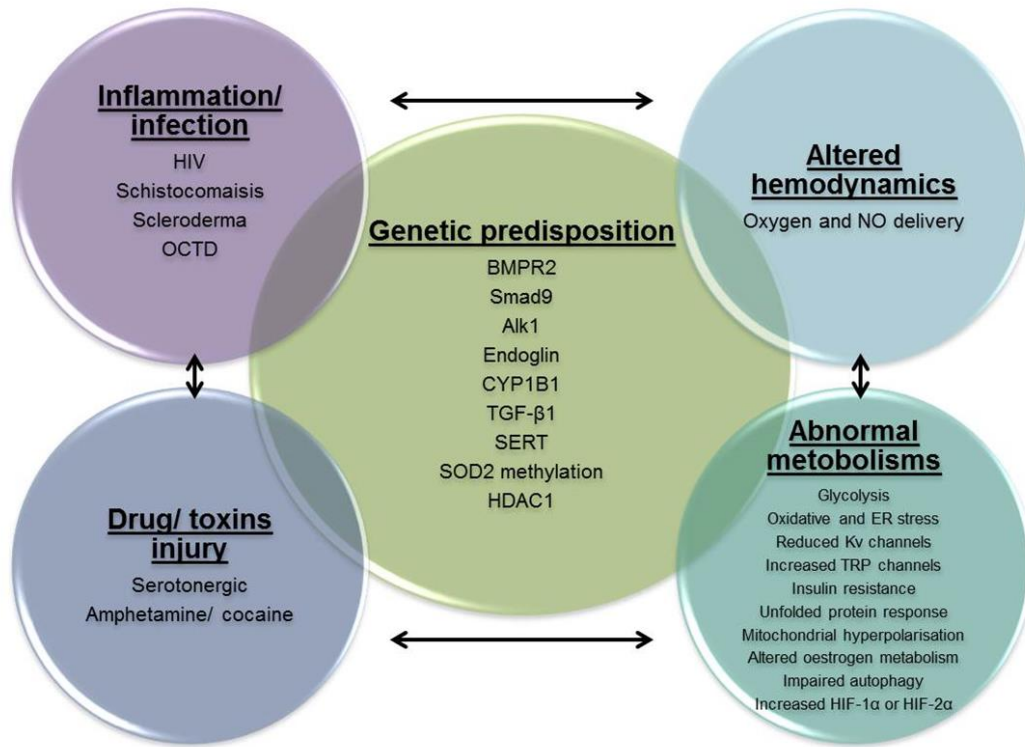 Inflammation/
infection
HIV
Schistocomaisis
Scleroderma
OCTD
Altered
hemodynamics
Oxygen and NO delivery
Genetic predisposition
BMPR2
Smad9
Alk1
Endoglin
CYP1B1
TGF-β1
SERT
SOD2 methylation
HDAC1
Drug/ toxins
injury
Serotonergic
Amphetamine/ cocaine
Abnormal
metobolisms
Glycolysis
Oxidative and ER stress
Reduced Kv channels
Increased TRP channels
Insulin resistance
Unfolded protein response
Mitochondrial hyperpolarisation
Altered oestrogen metabolism
Impaired autophagy
Increased HIF-1α or HIF-2α